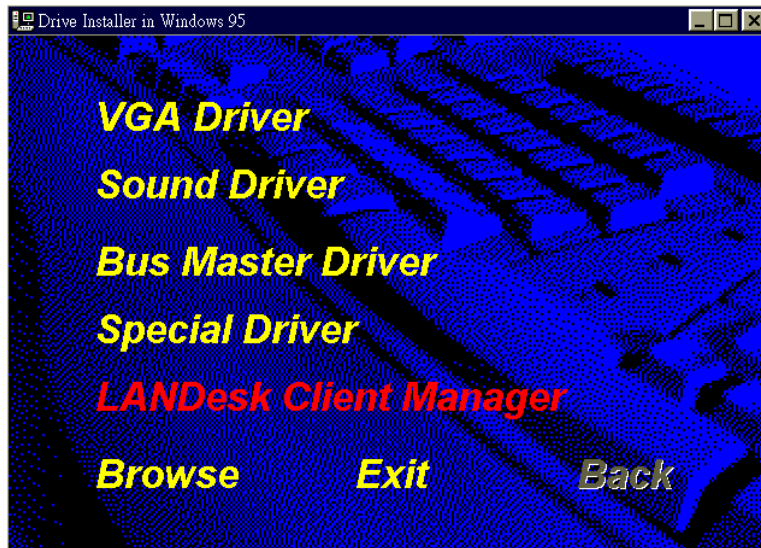 Drive Installer in Windows 95
VGA Driver
Sound Driver
Bus Master Driver
Special Driver
LANDesk Client Manager
Browse Exit Back